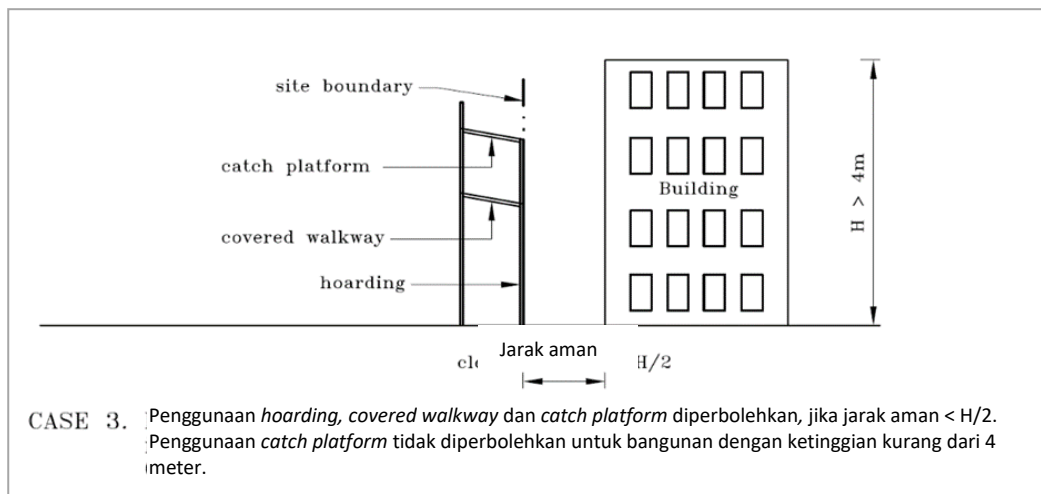 site boundary
catch platform
covered walkway
hoarding
Building
H > 4m
Jarak aman
H/2
CASE 3.
Penggunaan hoarding, covered walkway dan catch platform diperbolehkan, jika jarak aman < H/2.
Penggunaan catch platform tidak diperbolehkan untuk bangunan dengan ketinggian kurang dari 4
meter.